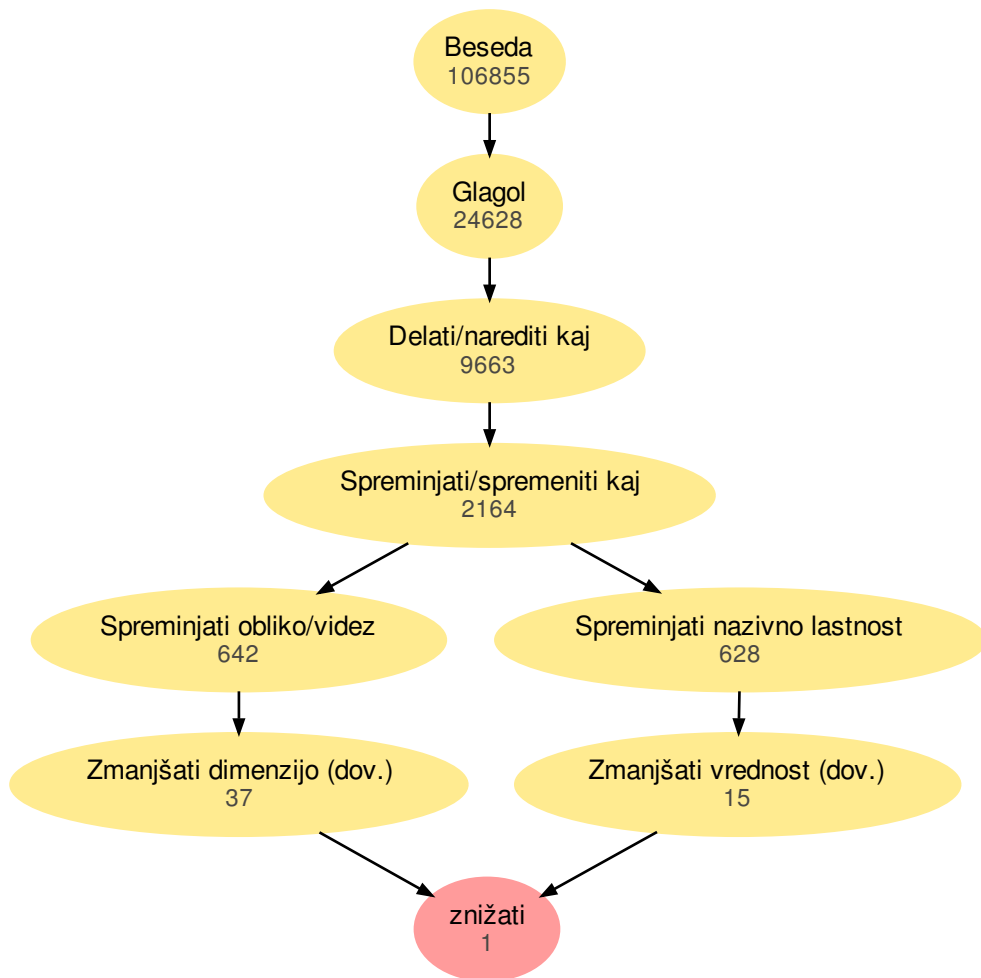 Beseda
106855
Glagol
24628
Delati/narediti kaj
9663
Spreminjati/spremeniti kaj
2164
Spreminjati obliko/videz
642
Spreminjati nazivno lastnost
628
Zmanjšati dimenzijo (dov.)
37
Zmanjšati vrednost (dov.)
15
znižati
1